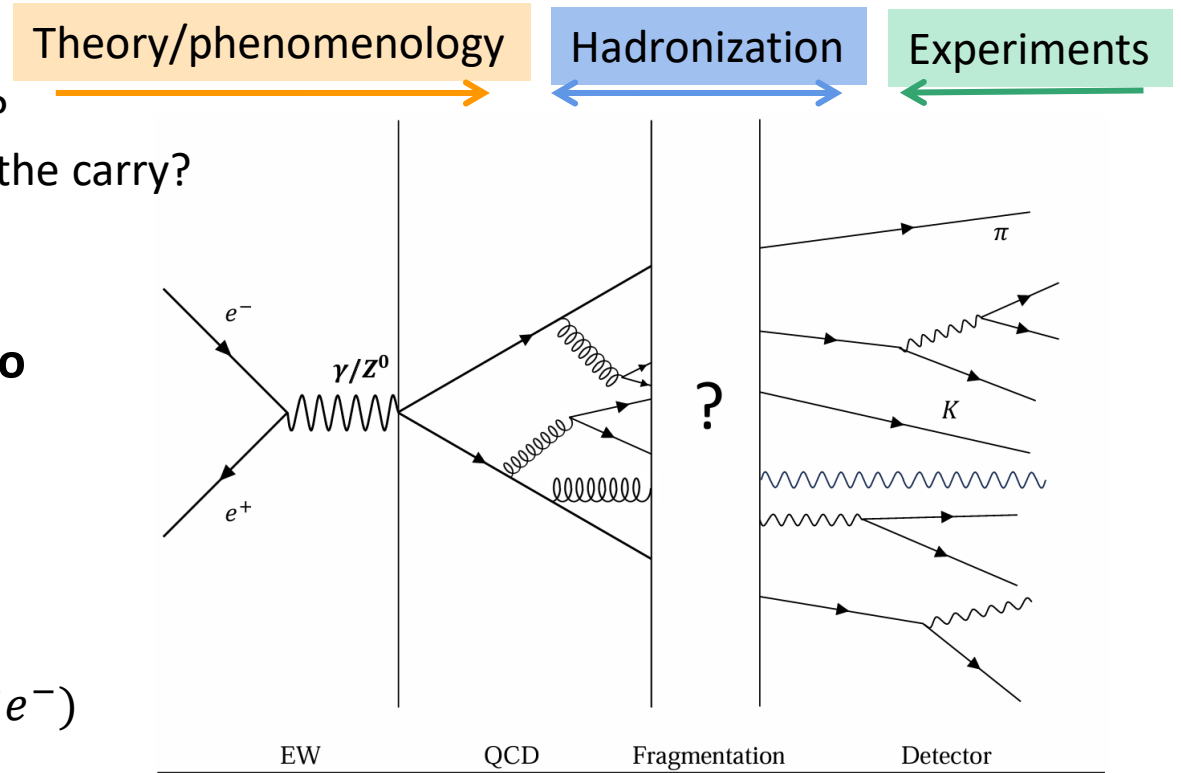 Theory/phenomenology
Hadronization
Experiments
?
the carry?
e⁻
γ/Z⁰
o
e⁺
e⁻)
?
π
K
EW
QCD
Fragmentation
Detector